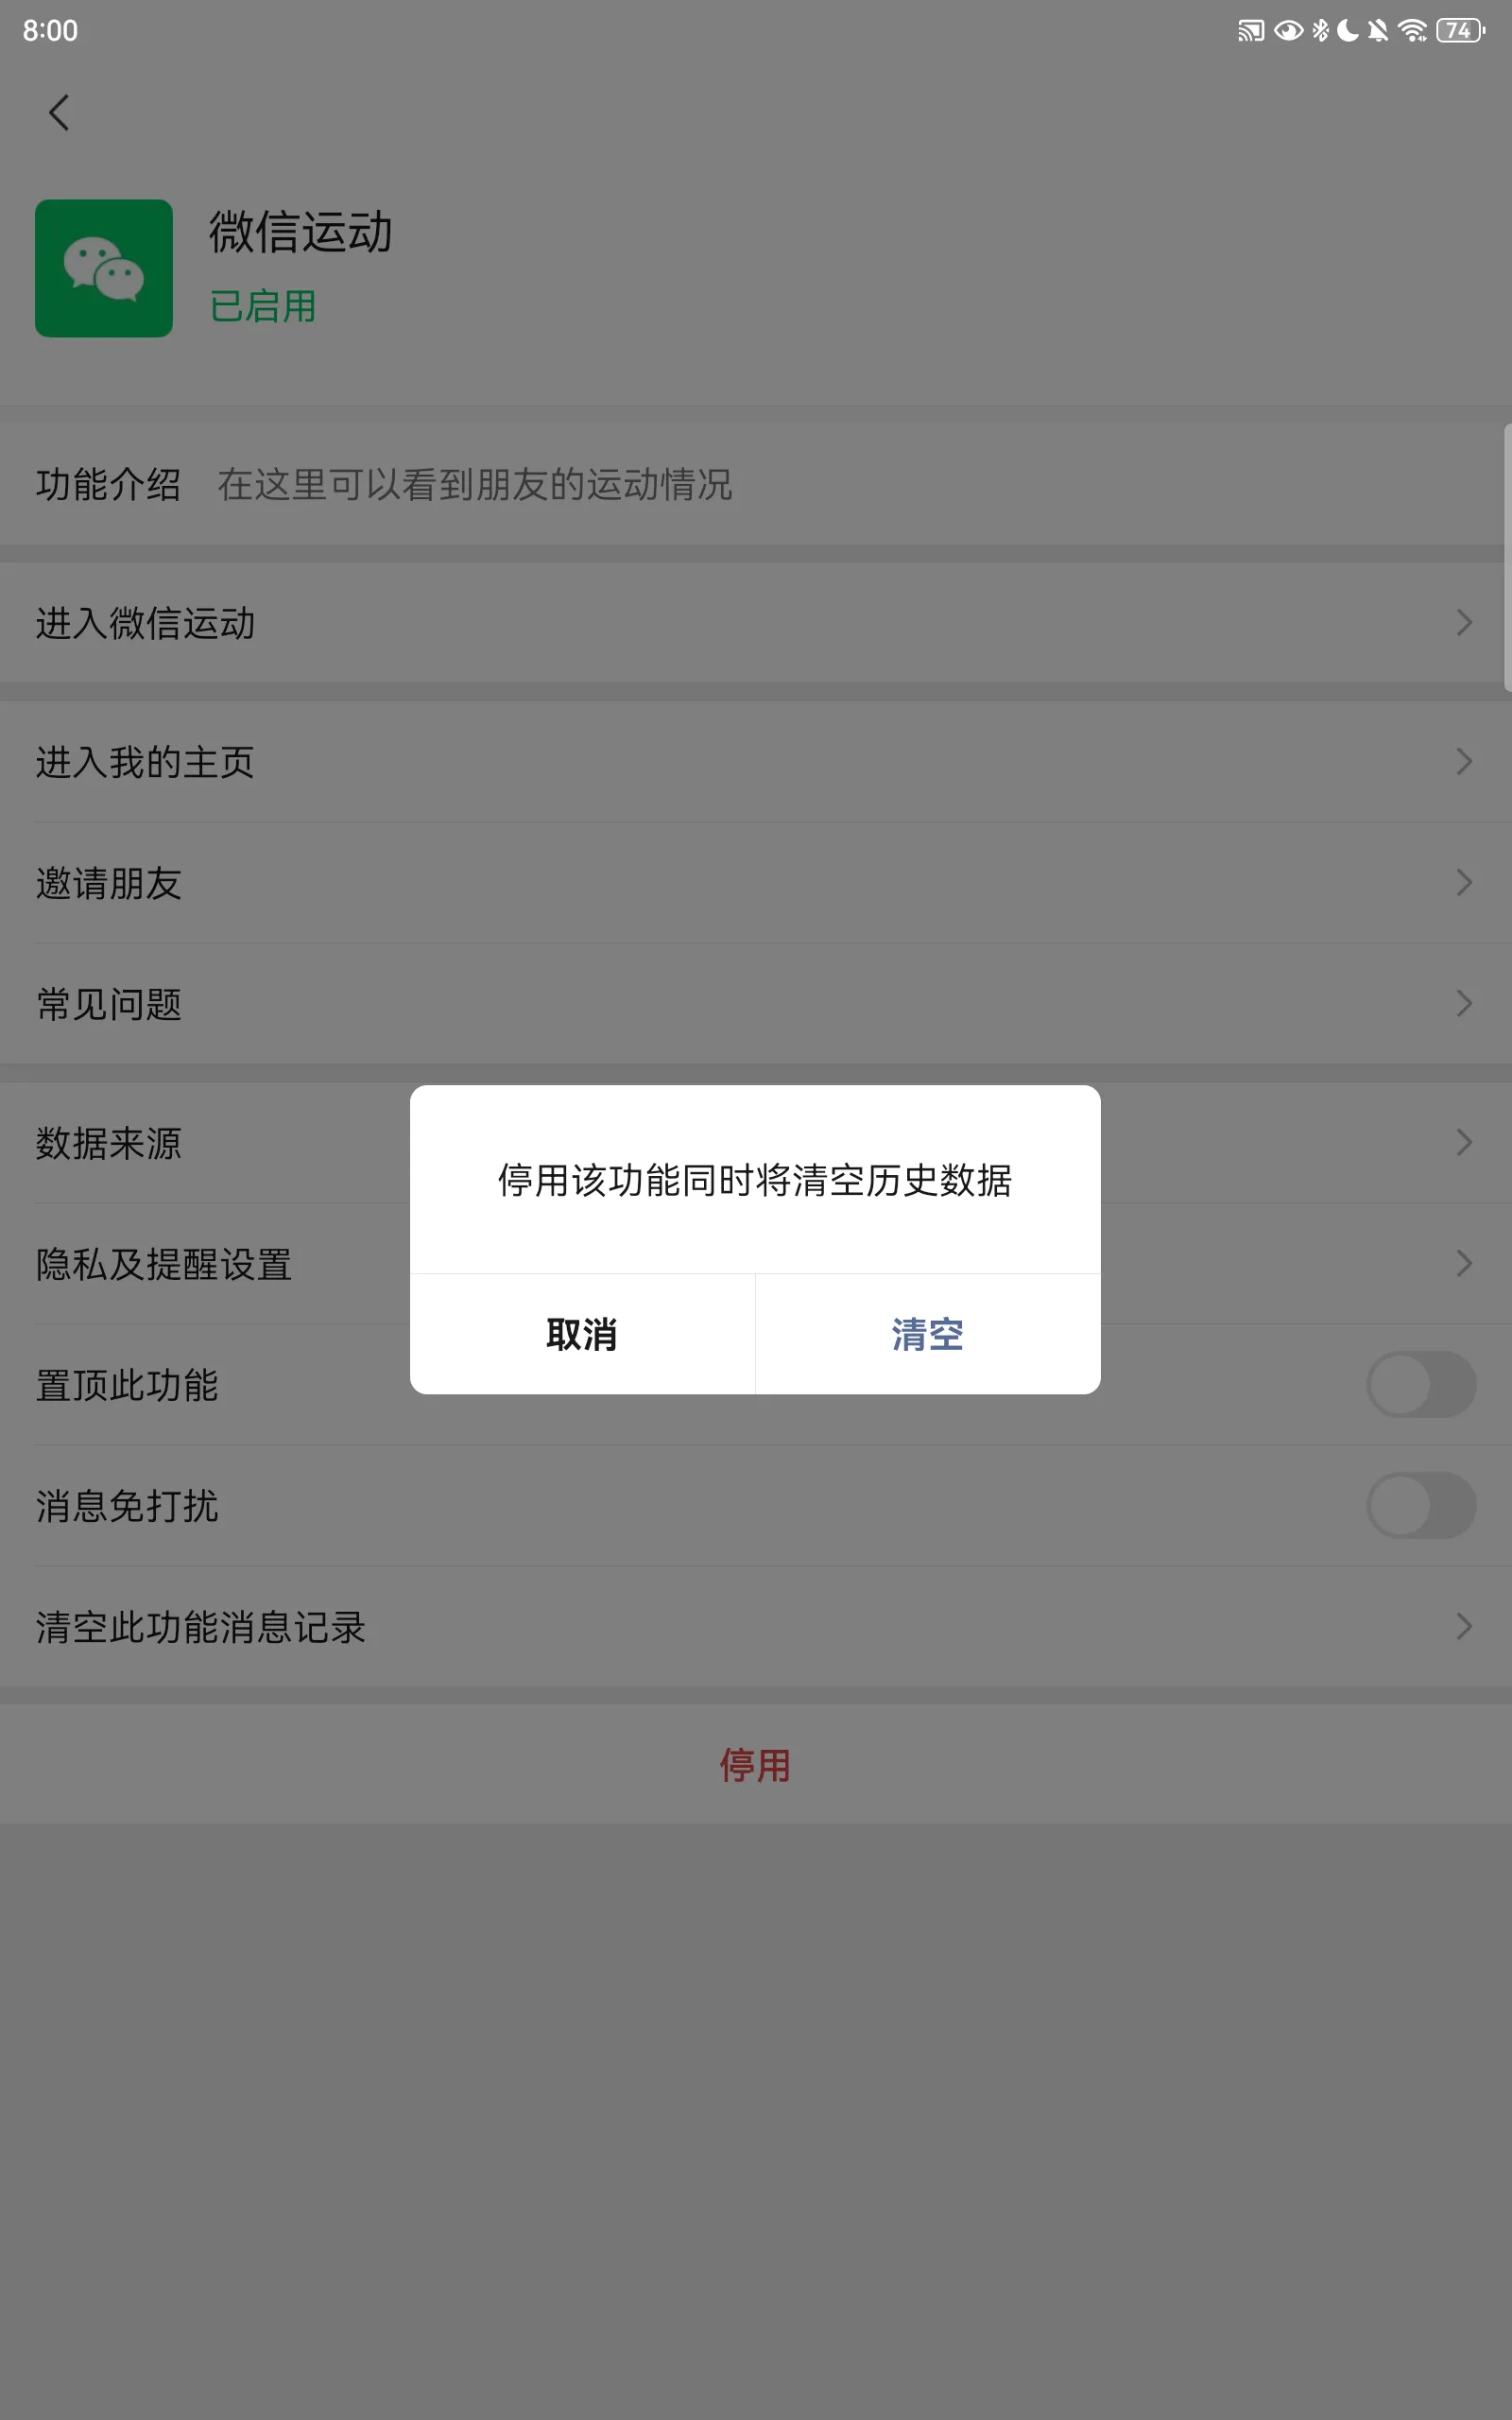 8:00
74
微信运动
已启用
功能介绍 在这里可以看到朋友的运动情况
进入微信运动
进入我的主页
邀请朋友
常见问题
数据来源
停用该功能同时将清空历史数据
隐私及提醒设置
取消 清空
置顶此功能
消息免打扰
清空此功能消息记录
停用